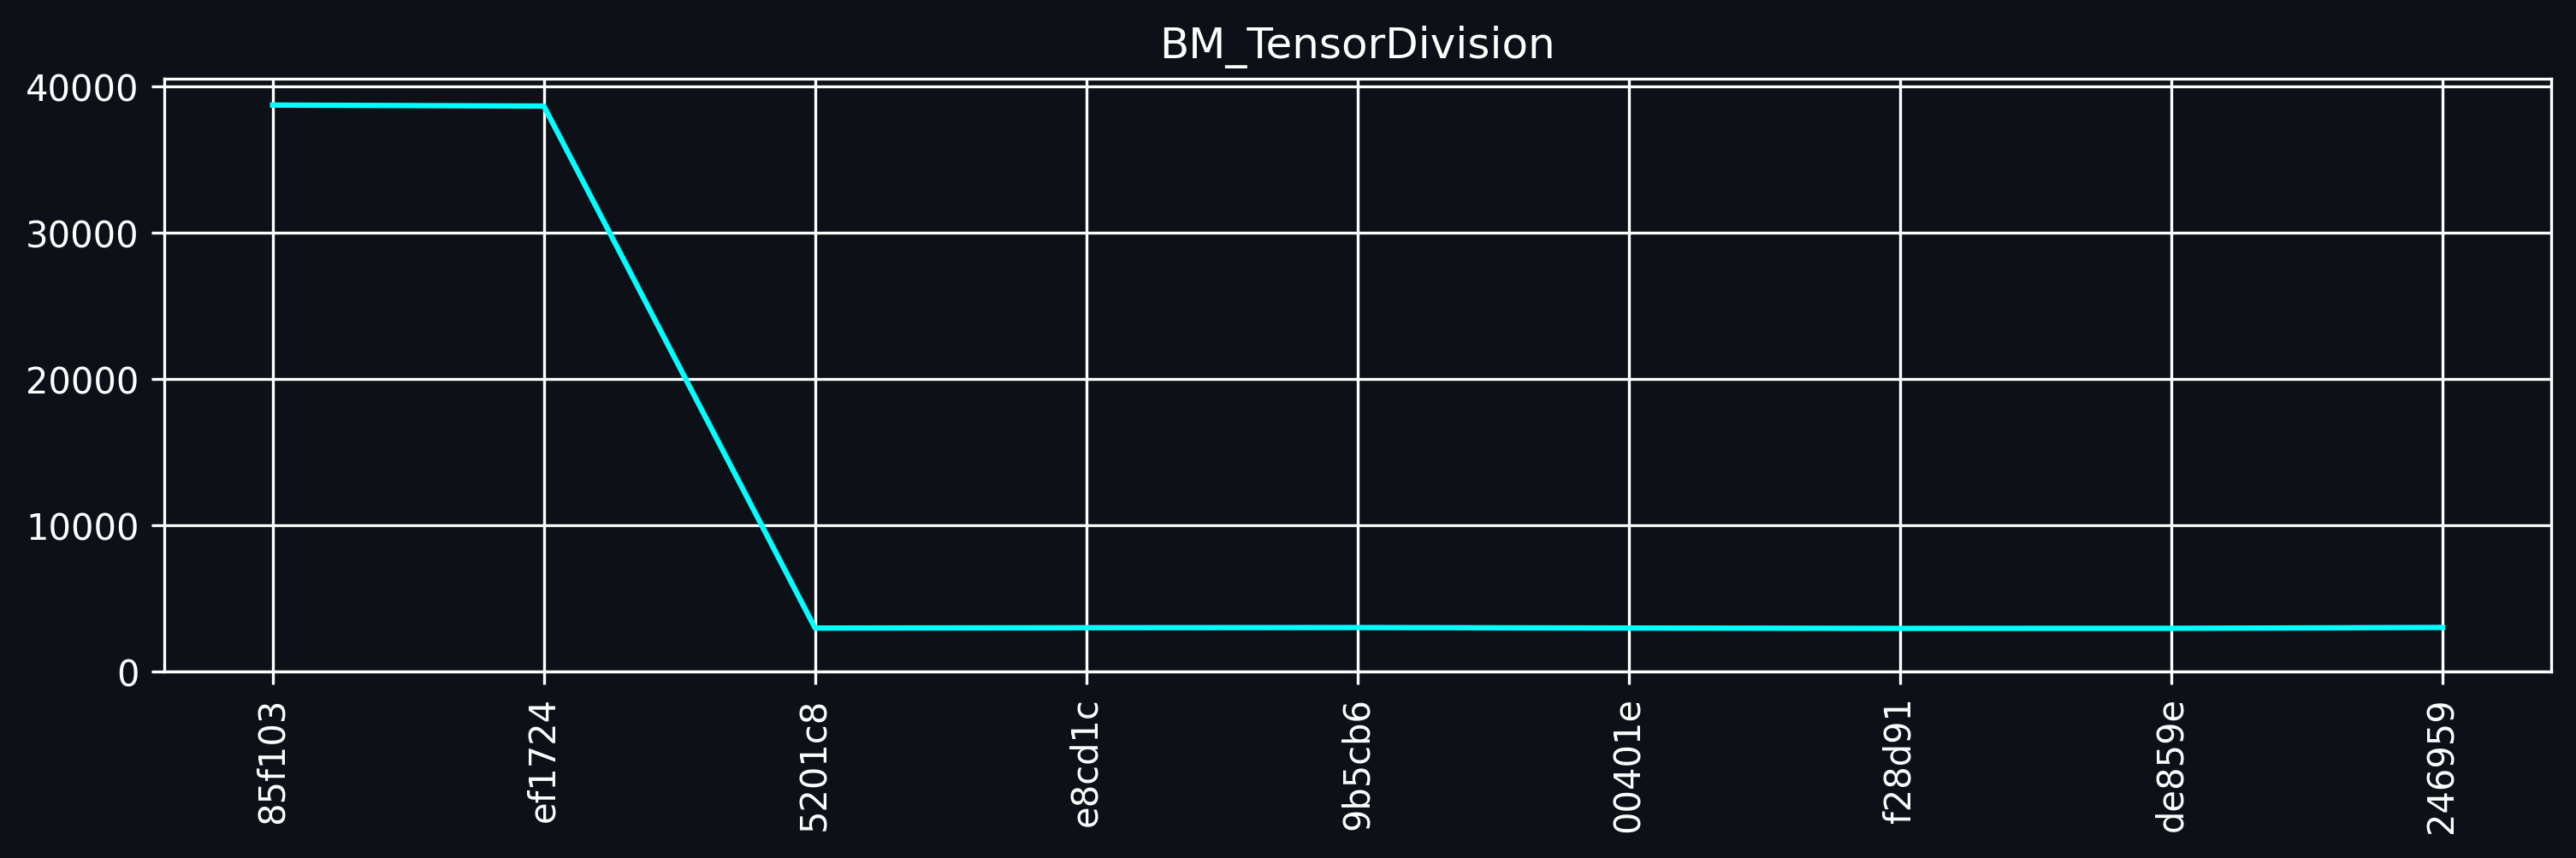 BM_TensorDivision
40000
30000
20000
10000
0
85f103
ef1724
5201c8
e8cd1c
9b5cb6
00401e
f28d91
de859e
246959